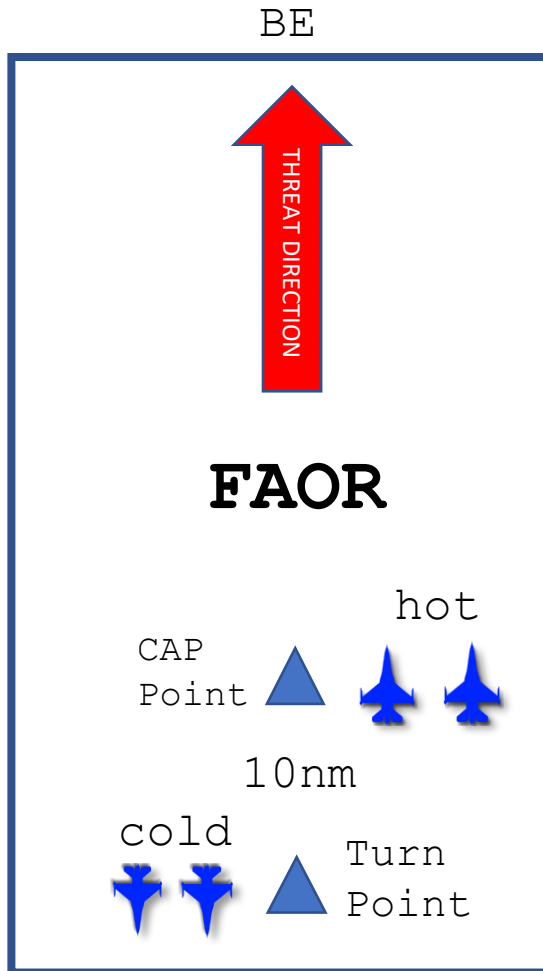 BE
THREAT DIRECTION
FAOR
hot
CAP
Point
10nm
cold
Turn
Point